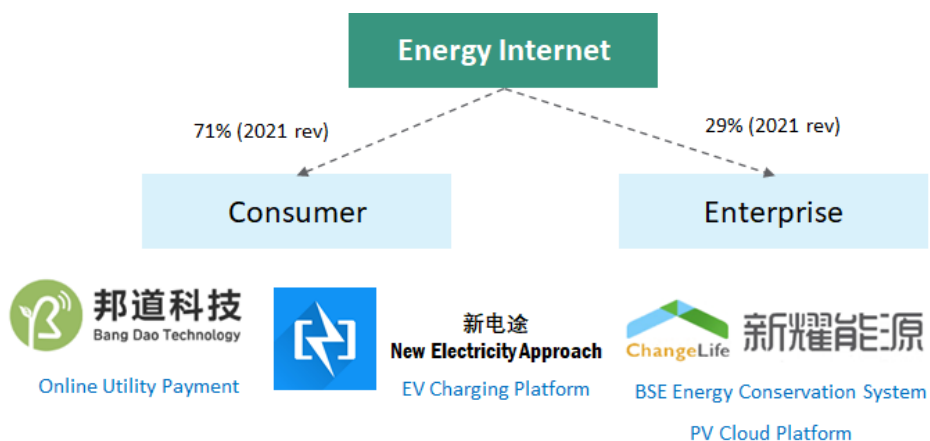 Energy Internet
71% (2021 rev)
29% (2021 rev)
Consumer
Enterprise
邦道科技
Bang Dao Technology
Online Utility Payment
新电途
New Electricity Approach
EV Charging Platform
ChangeLife
新耀能源
BSE Energy Conservation System
PV Cloud Platform